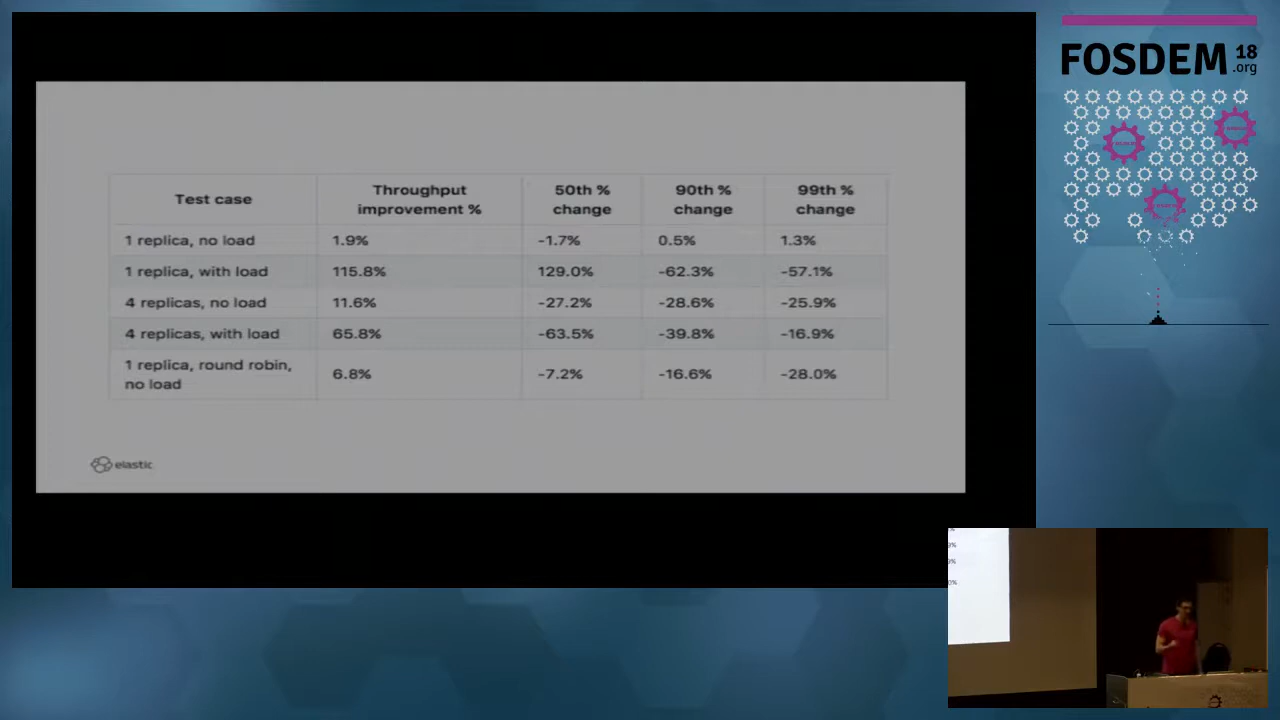 FOSDEM 18
.org
Test case
Throughput improvement %
50th % change
90th % change
99th % change
1 replica, no load
1.9%
-1.7%
0.5%
1.3%
1 replica, with load
115.8%
129.0%
-62.3%
-57.1%
4 replicas, no load
11.6%
-27.2%
-28.6%
-25.9%
4 replicas, with load
65.8%
-63.5%
-39.8%
-16.9%
1 replica, round robin,
no load
6.8%
-7.2%
-16.6%
-28.0%
elastic